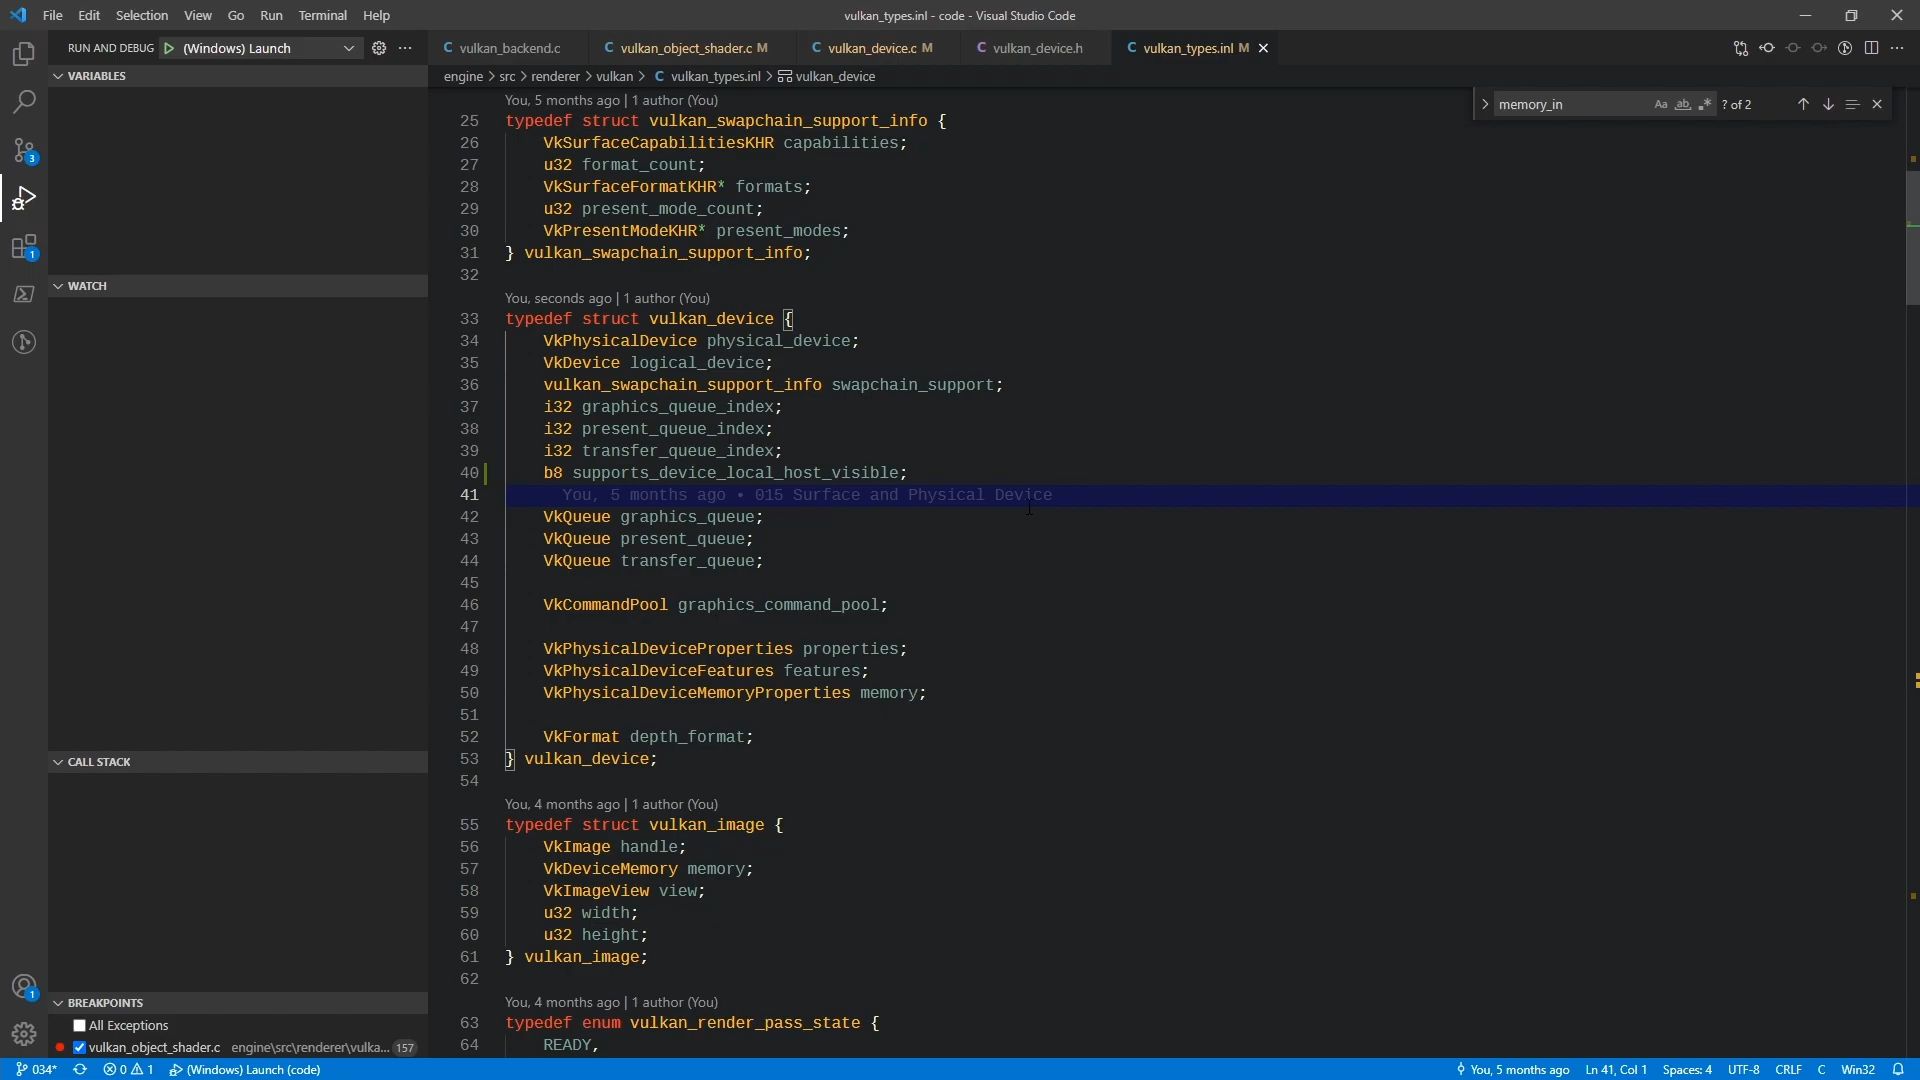 File Edit Selection View Go Run Terminal Help
vulkan_types.inl - code - Visual Studio Code
RUN AND DEBUG (Windows) Launch
vulkan_backend.c
vulkan_object_shader.c M
vulkan_device.c M
vulkan_device.h
vulkan_types.inl M
engine > src > renderer > vulkan > C vulkan_types.inl > vulkan_device
memory_in Aa ab. .* ? of 2
VARIABLES
WATCH
CALL STACK
BREAKPOINTS
All Exceptions
vulkan_object_shader.c engine\src\renderer\vulka... 157
3
1
1
You, 5 months ago | 1 author (You)
25 typedef struct vulkan_swapchain_support_info {
26 VkSurfaceCapabilitiesKHR capabilities;
27 u32 format_count;
28 VkSurfaceFormatKHR* formats;
29 u32 present_mode_count;
30 VkPresentModeKHR* present_modes;
31 } vulkan_swapchain_support_info;
32
You, seconds ago | 1 author (You)
33 typedef struct vulkan_device {
34 VkPhysicalDevice physical_device;
35 VkDevice logical_device;
36 vulkan_swapchain_support_info swapchain_support;
37 i32 graphics_queue_index;
38 i32 present_queue_index;
39 i32 transfer_queue_index;
40 b8 supports_device_local_host_visible;
41 You, 5 months ago • 015 Surface and Physical Device
42 VkQueue graphics_queue;
43 VkQueue present_queue;
44 VkQueue transfer_queue;
45
46 VkCommandPool graphics_command_pool;
47
48 VkPhysicalDeviceProperties properties;
49 VkPhysicalDeviceFeatures features;
50 VkPhysicalDeviceMemoryProperties memory;
51
52 VkFormat depth_format;
53 } vulkan_device;
54
You, 4 months ago | 1 author (You)
55 typedef struct vulkan_image {
56 VkImage handle;
57 VkDeviceMemory memory;
58 VkImageView view;
59 u32 width;
60 u32 height;
61 } vulkan_image;
62
You, 4 months ago | 1 author (You)
63 typedef enum vulkan_render_pass_state {
64 READY,
034* 0 1 (Windows) Launch (code)
You, 5 months ago Ln 41, Col 1 Spaces: 4 UTF-8 CRLF C Win32